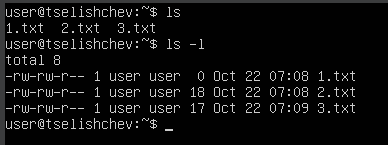 user@tselishchev:~$ ls
1.txt  2.txt  3.txt
user@tselishchev:~$ ls -l
total 8
-rw-rw-r-- 1 user user  0 Oct 22 07:08 1.txt
-rw-rw-r-- 1 user user 18 Oct 22 07:08 2.txt
-rw-rw-r-- 1 user user 17 Oct 22 07:09 3.txt
user@tselishchev:~$ _